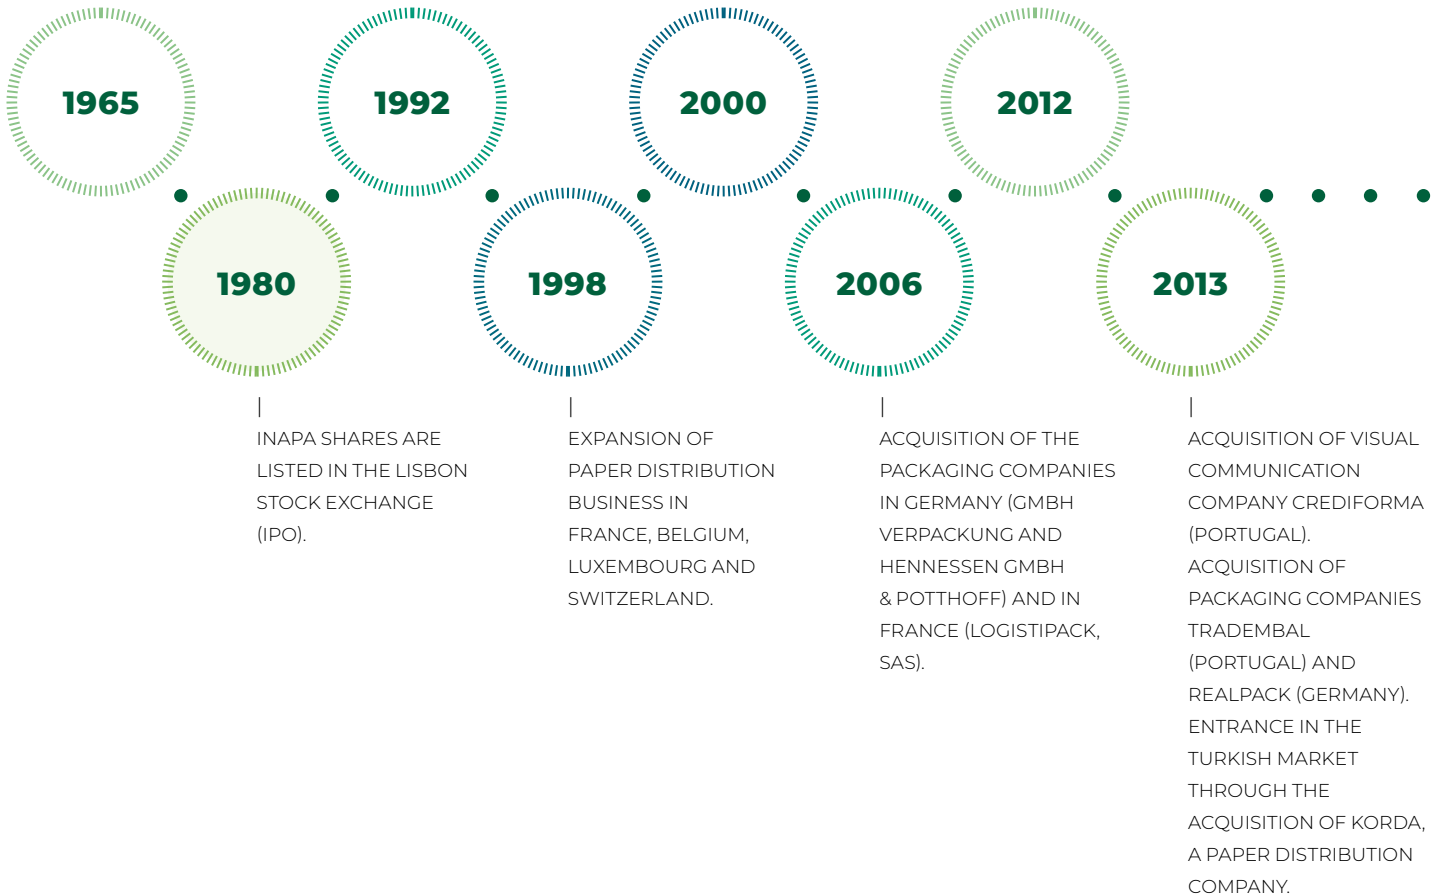 1965
1992
2000
2012
1980
1998
2006
2013
INAPA SHARES ARE
LISTED IN THE LISBON
STOCK EXCHANGE
(IPO).
EXPANSION OF
PAPER DISTRIBUTION
BUSINESS IN
FRANCE, BELGIUM,
LUXEMBOURG AND
SWITZERLAND.
ACQUISITION OF THE
PACKAGING COMPANIES
IN GERMANY (GMBH
VERPACKUNG AND
HENNESSEN GMBH
& POTTHOFF) AND IN
FRANCE (LOGISTIPACK,
SAS).
ACQUISITION OF VISUAL
COMMUNICATION
COMPANY CREDIFORMA
(PORTUGAL).
ACQUISITION OF
PACKAGING COMPANIES
TRADEMBAL
(PORTUGAL) AND
REALPACK (GERMANY).
ENTRANCE IN THE
TURKISH MARKET
THROUGH THE
ACQUISITION OF KORDA,
A PAPER DISTRIBUTION
COMPANY.